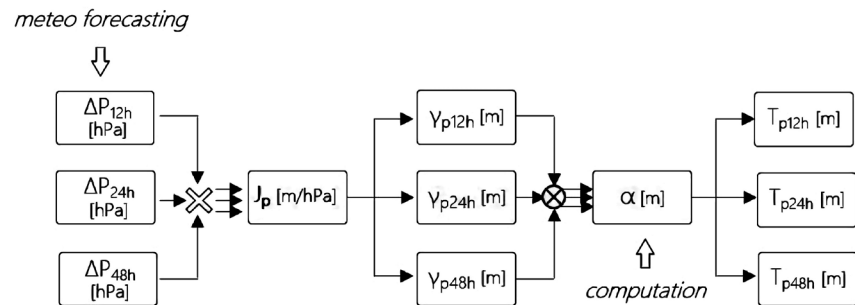 meteo forecasting
ΔP12h
[hPa]
ΔP24h
[hPa]
ΔP48h
[hPa]
Jp [m/hPa]
γp12h [m]
γp24h [m]
γp48h [m]
α [m]
computation
Tp12h [m]
Tp24h [m]
Tp48h [m]